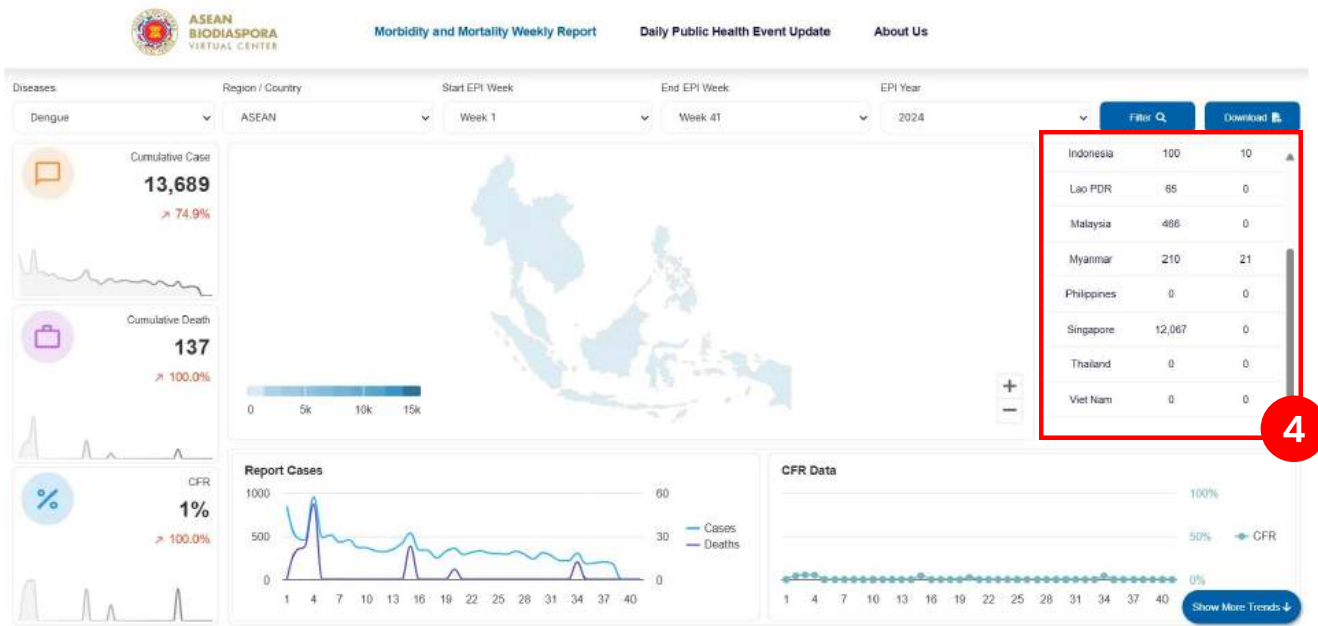 ASEAN
BIODIASPORA
VIRTUAL CENTER
Morbidity and Mortality Weekly Report
Daily Public Health Event Update
About Us
Diseases
Region / Country
Start EPI Week
End EPI Week
EPI Year
Dengue
ASEAN
Week 1
Week 41
2024
Filter
Download
Cumulative Case
13,689
74.9%
Cumulative Death
137
100.0%
CFR
1%
100.0%
0 5k 10k 15k
+
−
Indonesia 100 10
Lao PDR 65 0
Malaysia 466 0
Myanmar 210 21
Philippines 0 0
Singapore 12,067 0
Thailand 0 0
Viet Nam 0 0
4
Report Cases
1000 60
500 30
0 0
Cases
Deaths
1 4 7 10 13 16 19 22 25 28 31 34 37 40
CFR Data
100%
50%
0%
CFR
1 4 7 10 13 16 19 22 25 28 31 34 37 40
Show More Trends